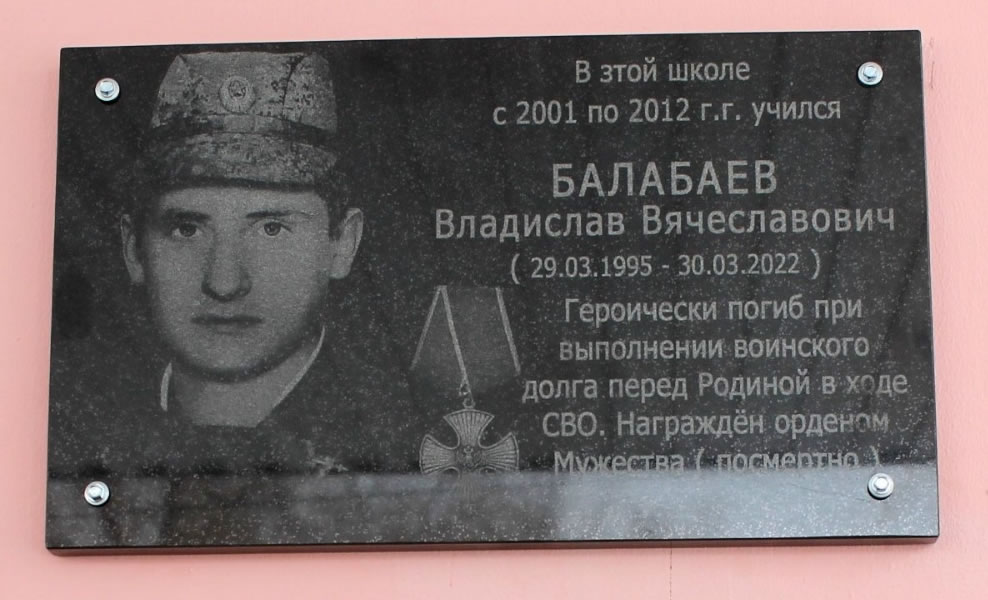 В зтой школе
с 2001 по 2012 г.г. учился
БАЛАБАЕВ
Владислав Вячеславович
( 29.03.1995 - 30.03.2022 )
Героически погиб при
выполнении воинского
долга перед Родиной в ходе
СВО. Награждён орденом
Мужества ( посмертно )